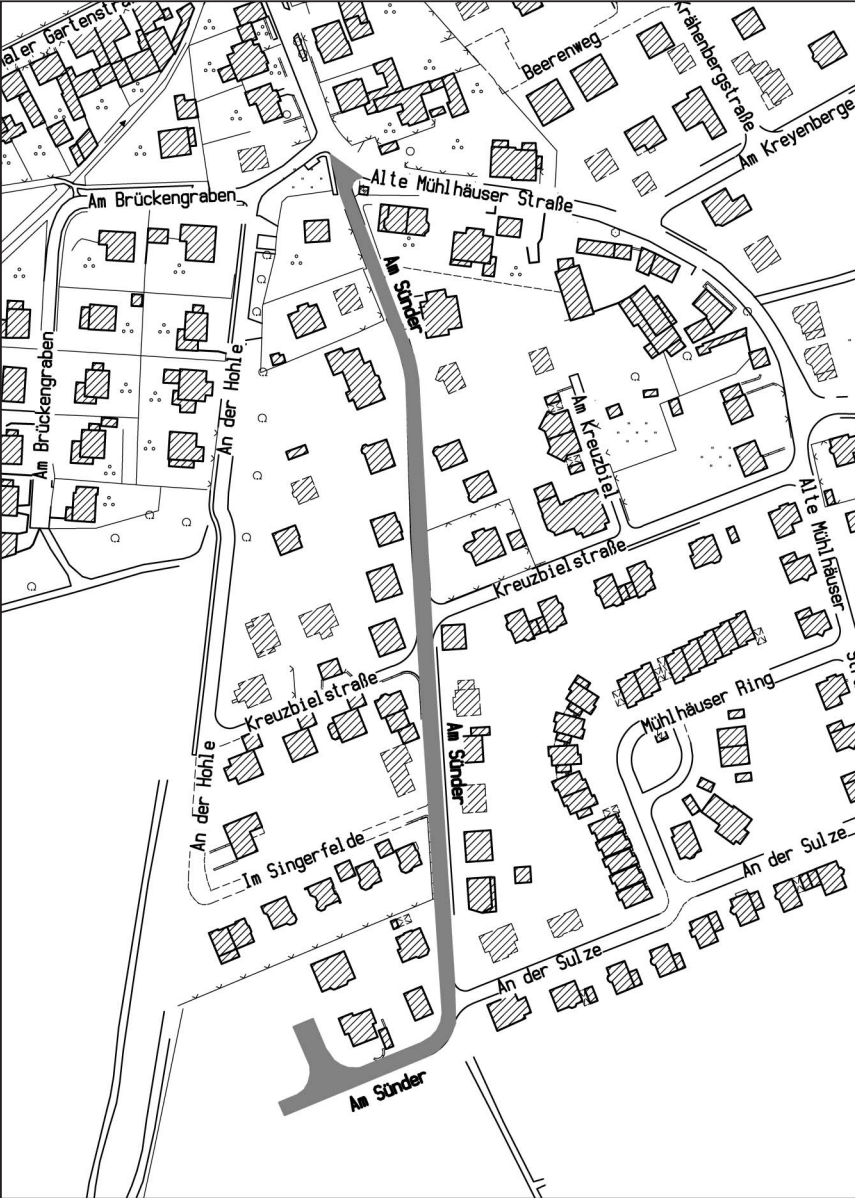 Beerenweg
Krähenbergstraße
Am Kreyenberge
Am Brückengraben
Alte Mühlhäuser Straße
Am Sünder
Am Brückengraben
An der Hohle
Am Kreuzbiel
Alte Mühlhäuser
Kreuzbielstraße
Kreuzbielstraße
Mühlhäuser Ring
Am Sünder
An der Hohle
Im Singerfelde
An der Sulze
An der Sulze
Am Sünder